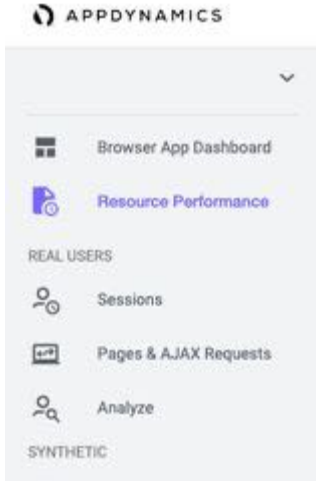 APPDYNAMICS
Browser App Dashboard
Resource Performance
REAL USERS
Sessions
Pages & AJAX Requests
Analyze
SYNTHETIC